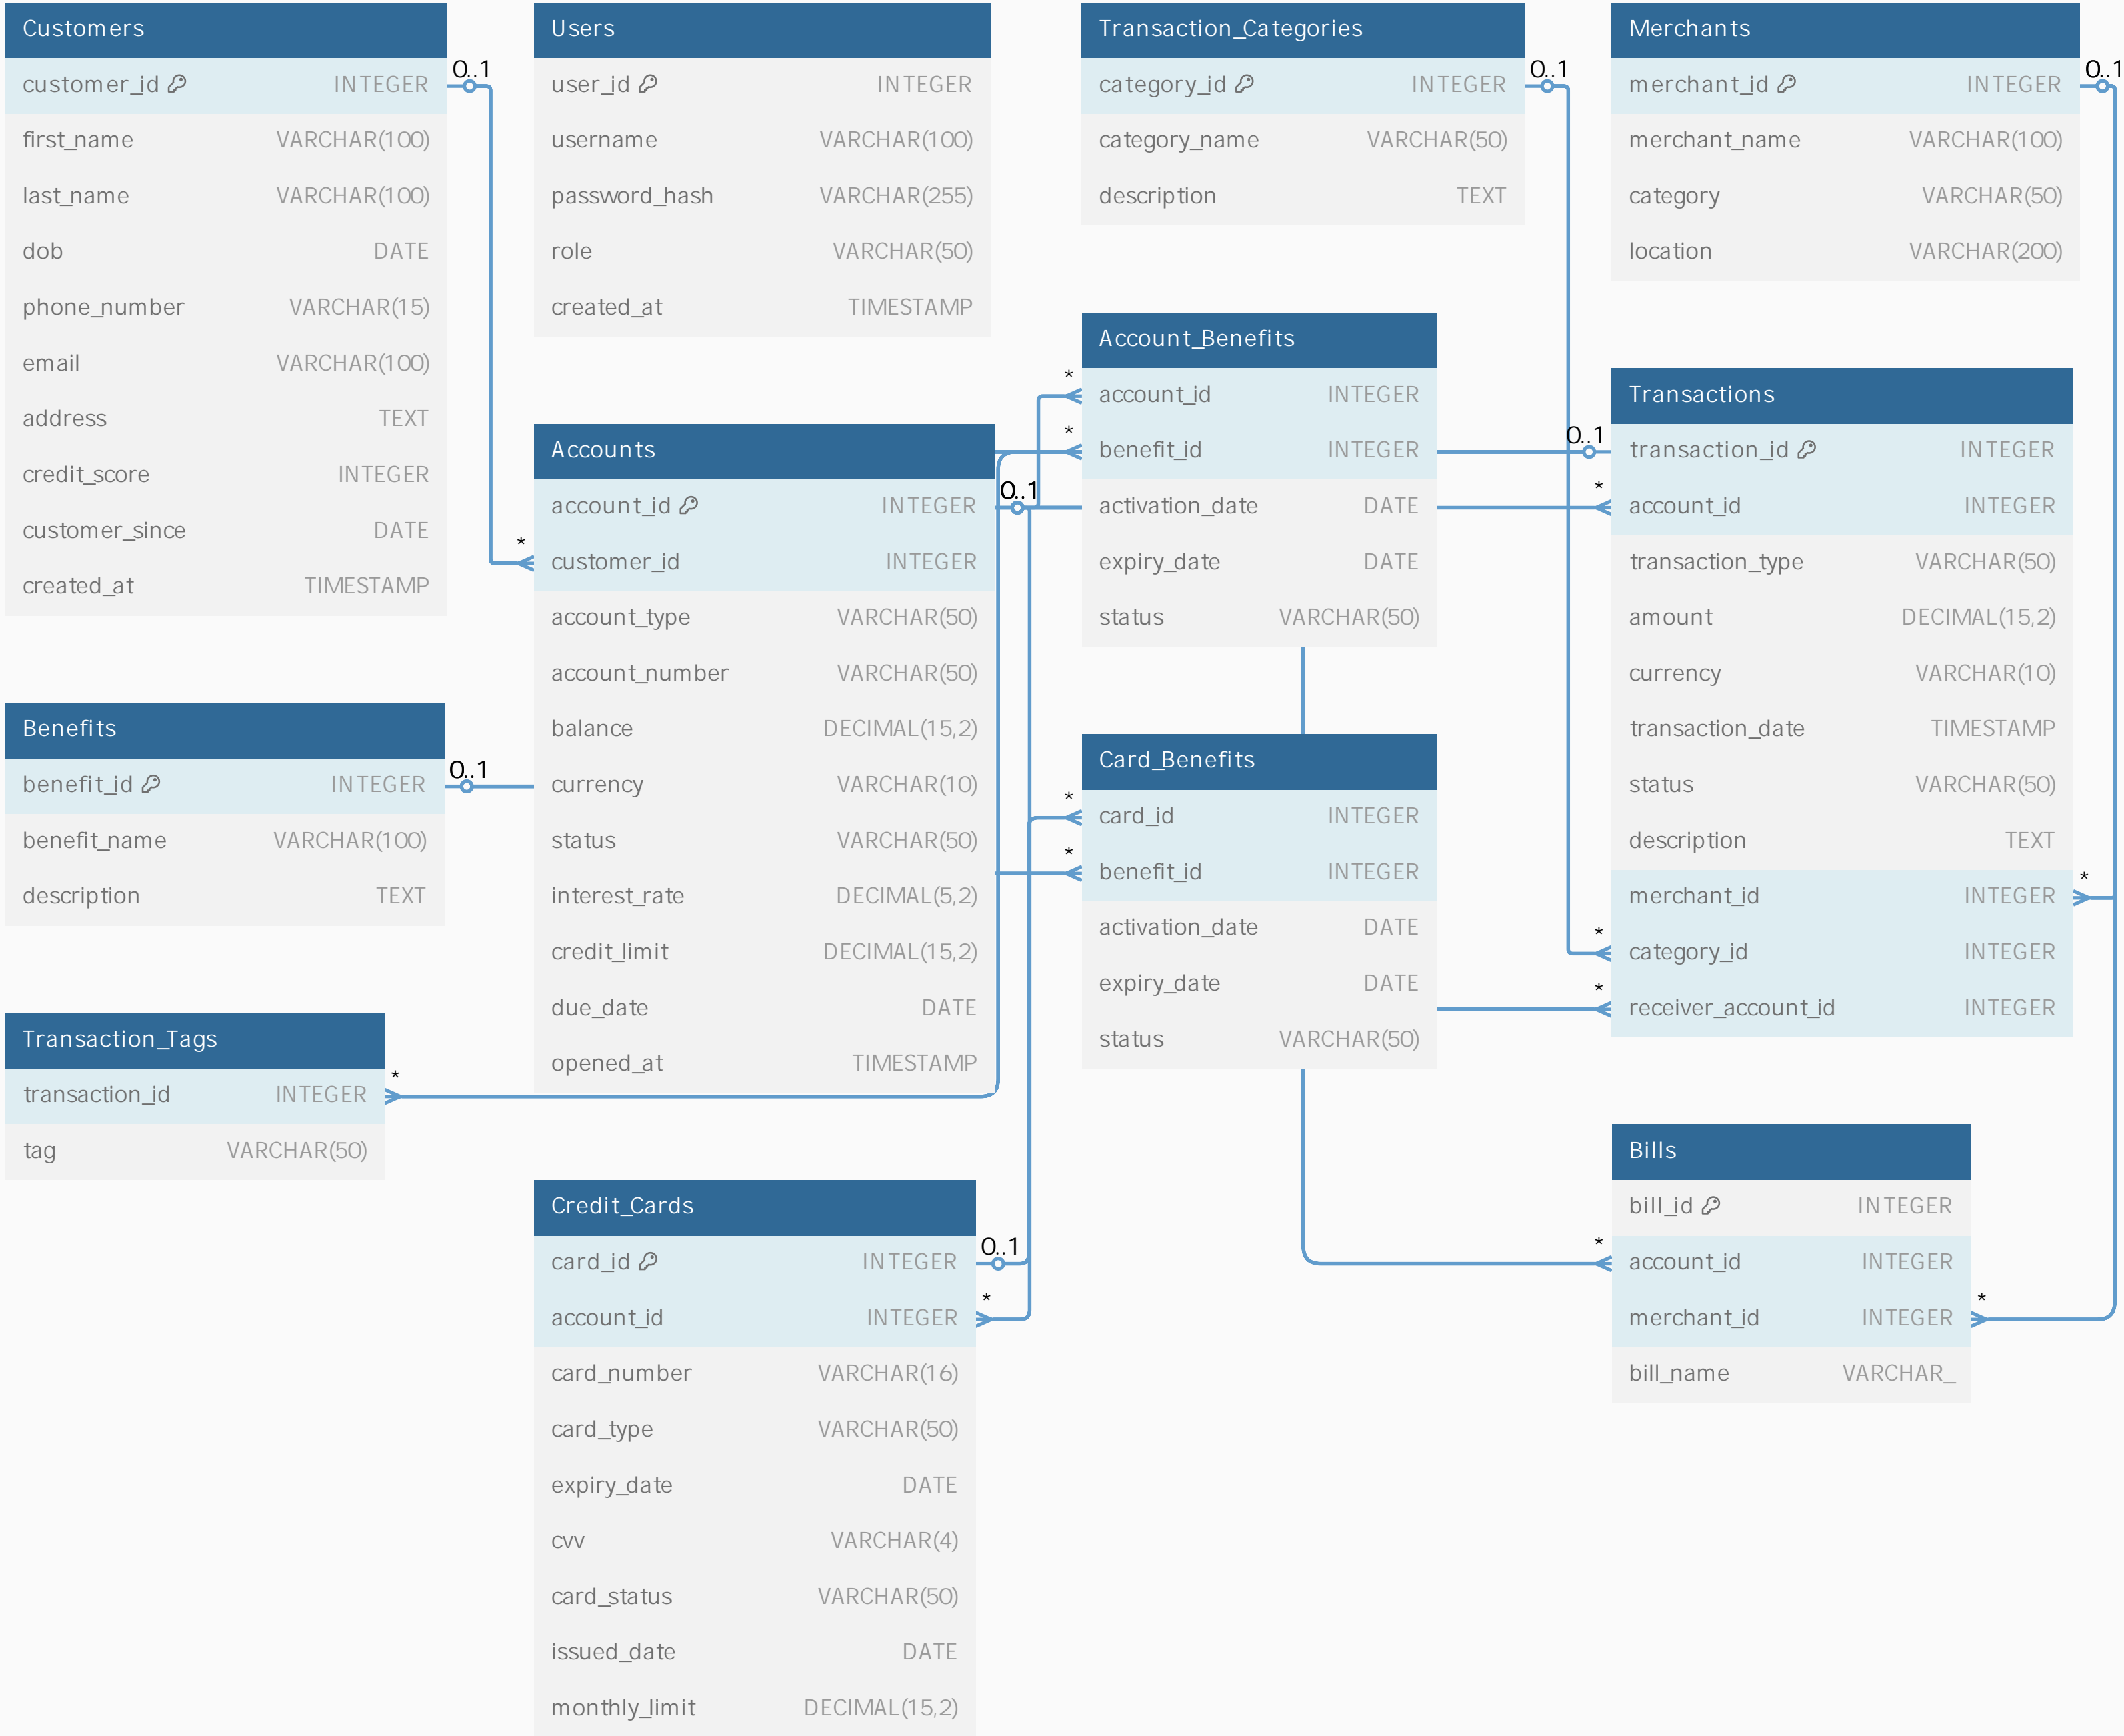 Customers
customer_id INTEGER
first_name VARCHAR(100)
last_name VARCHAR(100)
dob DATE
phone_number VARCHAR(15)
email VARCHAR(100)
address TEXT
credit_score INTEGER
customer_since DATE
created_at TIMESTAMP
0..1
*
Users
user_id INTEGER
username VARCHAR(100)
password_hash VARCHAR(255)
role VARCHAR(50)
created_at TIMESTAMP
Transaction_Categories
category_id INTEGER
category_name VARCHAR(50)
description TEXT
0..1
Merchants
merchant_id INTEGER
merchant_name VARCHAR(100)
category VARCHAR(50)
location VARCHAR(200)
0..1
Account_Benefits
account_id INTEGER
benefit_id INTEGER
activation_date DATE
expiry_date DATE
status VARCHAR(50)
*
*
Accounts
account_id INTEGER
customer_id INTEGER
account_type VARCHAR(50)
account_number VARCHAR(50)
balance DECIMAL(15,2)
currency VARCHAR(10)
status VARCHAR(50)
interest_rate DECIMAL(5,2)
credit_limit DECIMAL(15,2)
due_date DATE
opened_at TIMESTAMP
0..1
Transactions
transaction_id INTEGER
account_id INTEGER
transaction_type VARCHAR(50)
amount DECIMAL(15,2)
currency VARCHAR(10)
transaction_date TIMESTAMP
status VARCHAR(50)
description TEXT
merchant_id INTEGER
category_id INTEGER
receiver_account_id INTEGER
0..1
*
*
*
*
Benefits
benefit_id INTEGER
benefit_name VARCHAR(100)
description TEXT
0..1
Card_Benefits
card_id INTEGER
benefit_id INTEGER
activation_date DATE
expiry_date DATE
status VARCHAR(50)
*
*
Transaction_Tags
transaction_id INTEGER
tag VARCHAR(50)
*
Credit_Cards
card_id INTEGER
account_id INTEGER
card_number VARCHAR(16)
card_type VARCHAR(50)
expiry_date DATE
cvv VARCHAR(4)
card_status VARCHAR(50)
issued_date DATE
monthly_limit DECIMAL(15,2)
0..1
*
Bills
bill_id INTEGER
account_id INTEGER
merchant_id INTEGER
bill_name VARCHAR_
*
*